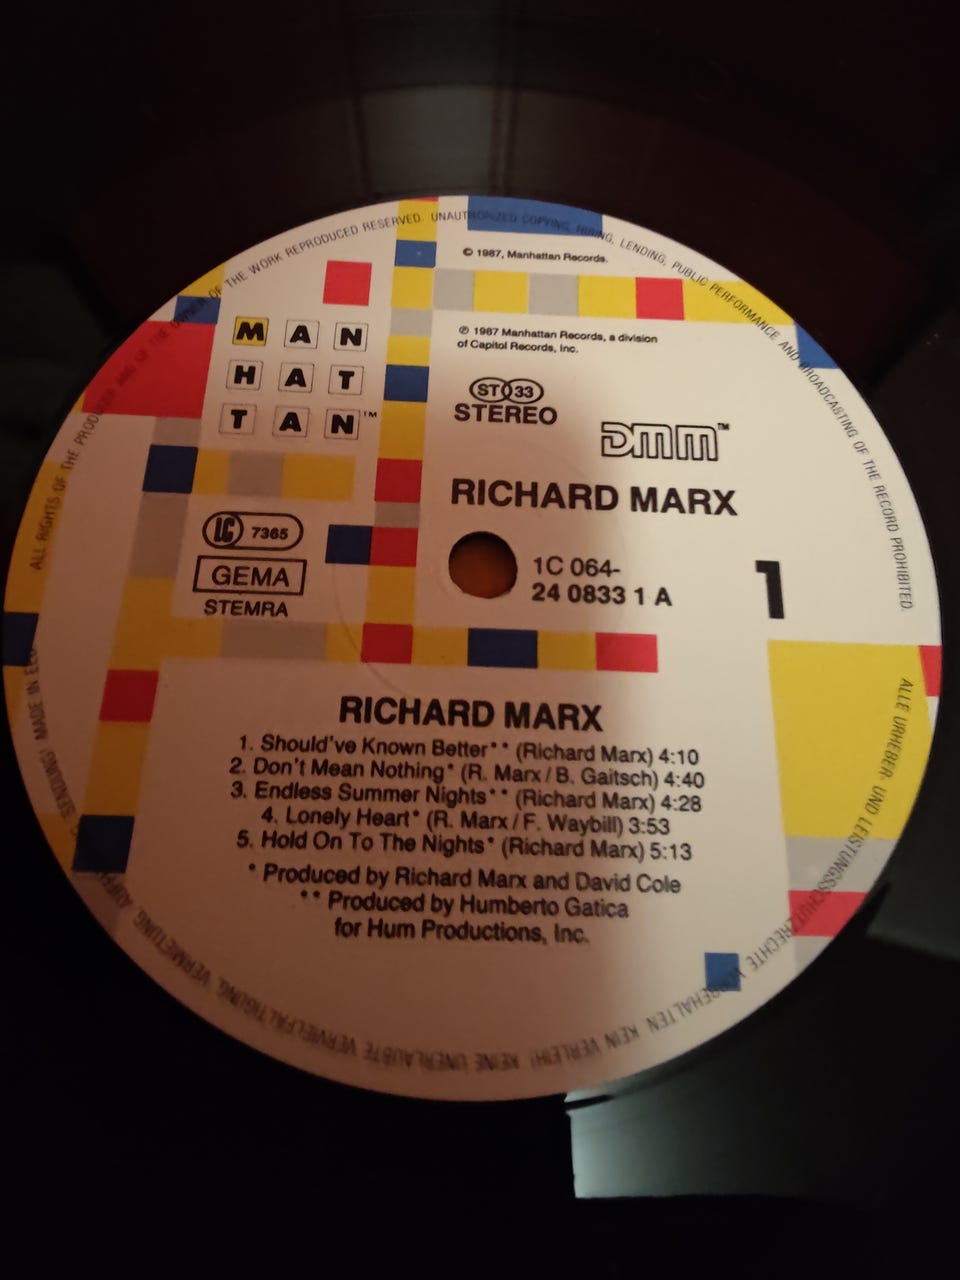 ALL RIGHTS OF THE PRODUCER AND OF THE OWNER OF THE WORK REPRODUCED RESERVED. UNAUTHORIZED COPYING, HIRING, LENDING, PUBLIC PERFORMANCE AND BROADCASTING OF THE RECORD PROHIBITED.
© 1987, Manhattan Records.
MAN
HAT
TAN™
℗ 1987 Manhattan Records, a division
of Capitol Records, Inc.
ST 33
STEREO
DMM™
RICHARD MARX
LC 7365
GEMA
STEMRA
1C 064-
24 0833 1 A
1
RICHARD MARX
1. Should've Known Better** (Richard Marx) 4:10
2. Don't Mean Nothing* (R. Marx/B. Gaitsch) 4:40
3. Endless Summer Nights** (Richard Marx) 4:28
4. Lonely Heart* (R. Marx/F. Waybill) 3:53
5. Hold On To The Nights* (Richard Marx) 5:13
* Produced by Richard Marx and David Cole
** Produced by Humberto Gatica
for Hum Productions, Inc.
ALLE URHEBER- UND LEISTUNGSSCHUTZRECHTE VORBEHALTEN. KEIN VERLEIH! KEINE UNERLAUBTE VERVIELFÄLTIGUNG, VERMIETUNG, SENDUNG! MADE IN